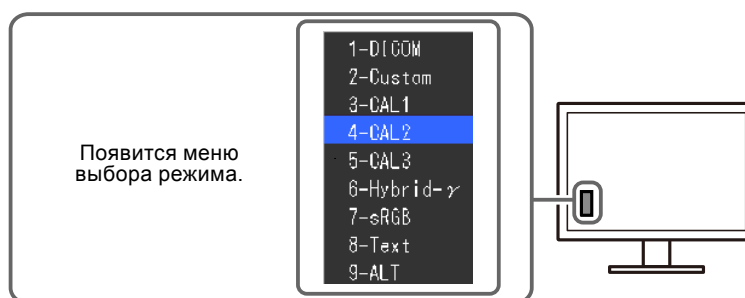 Появится меню
выбора режима.
1-DICOM
2-Custom
3-CAL1
4-CAL2
5-CAL3
6-Hybrid-γ
7-sRGB
8-Text
9-ALT